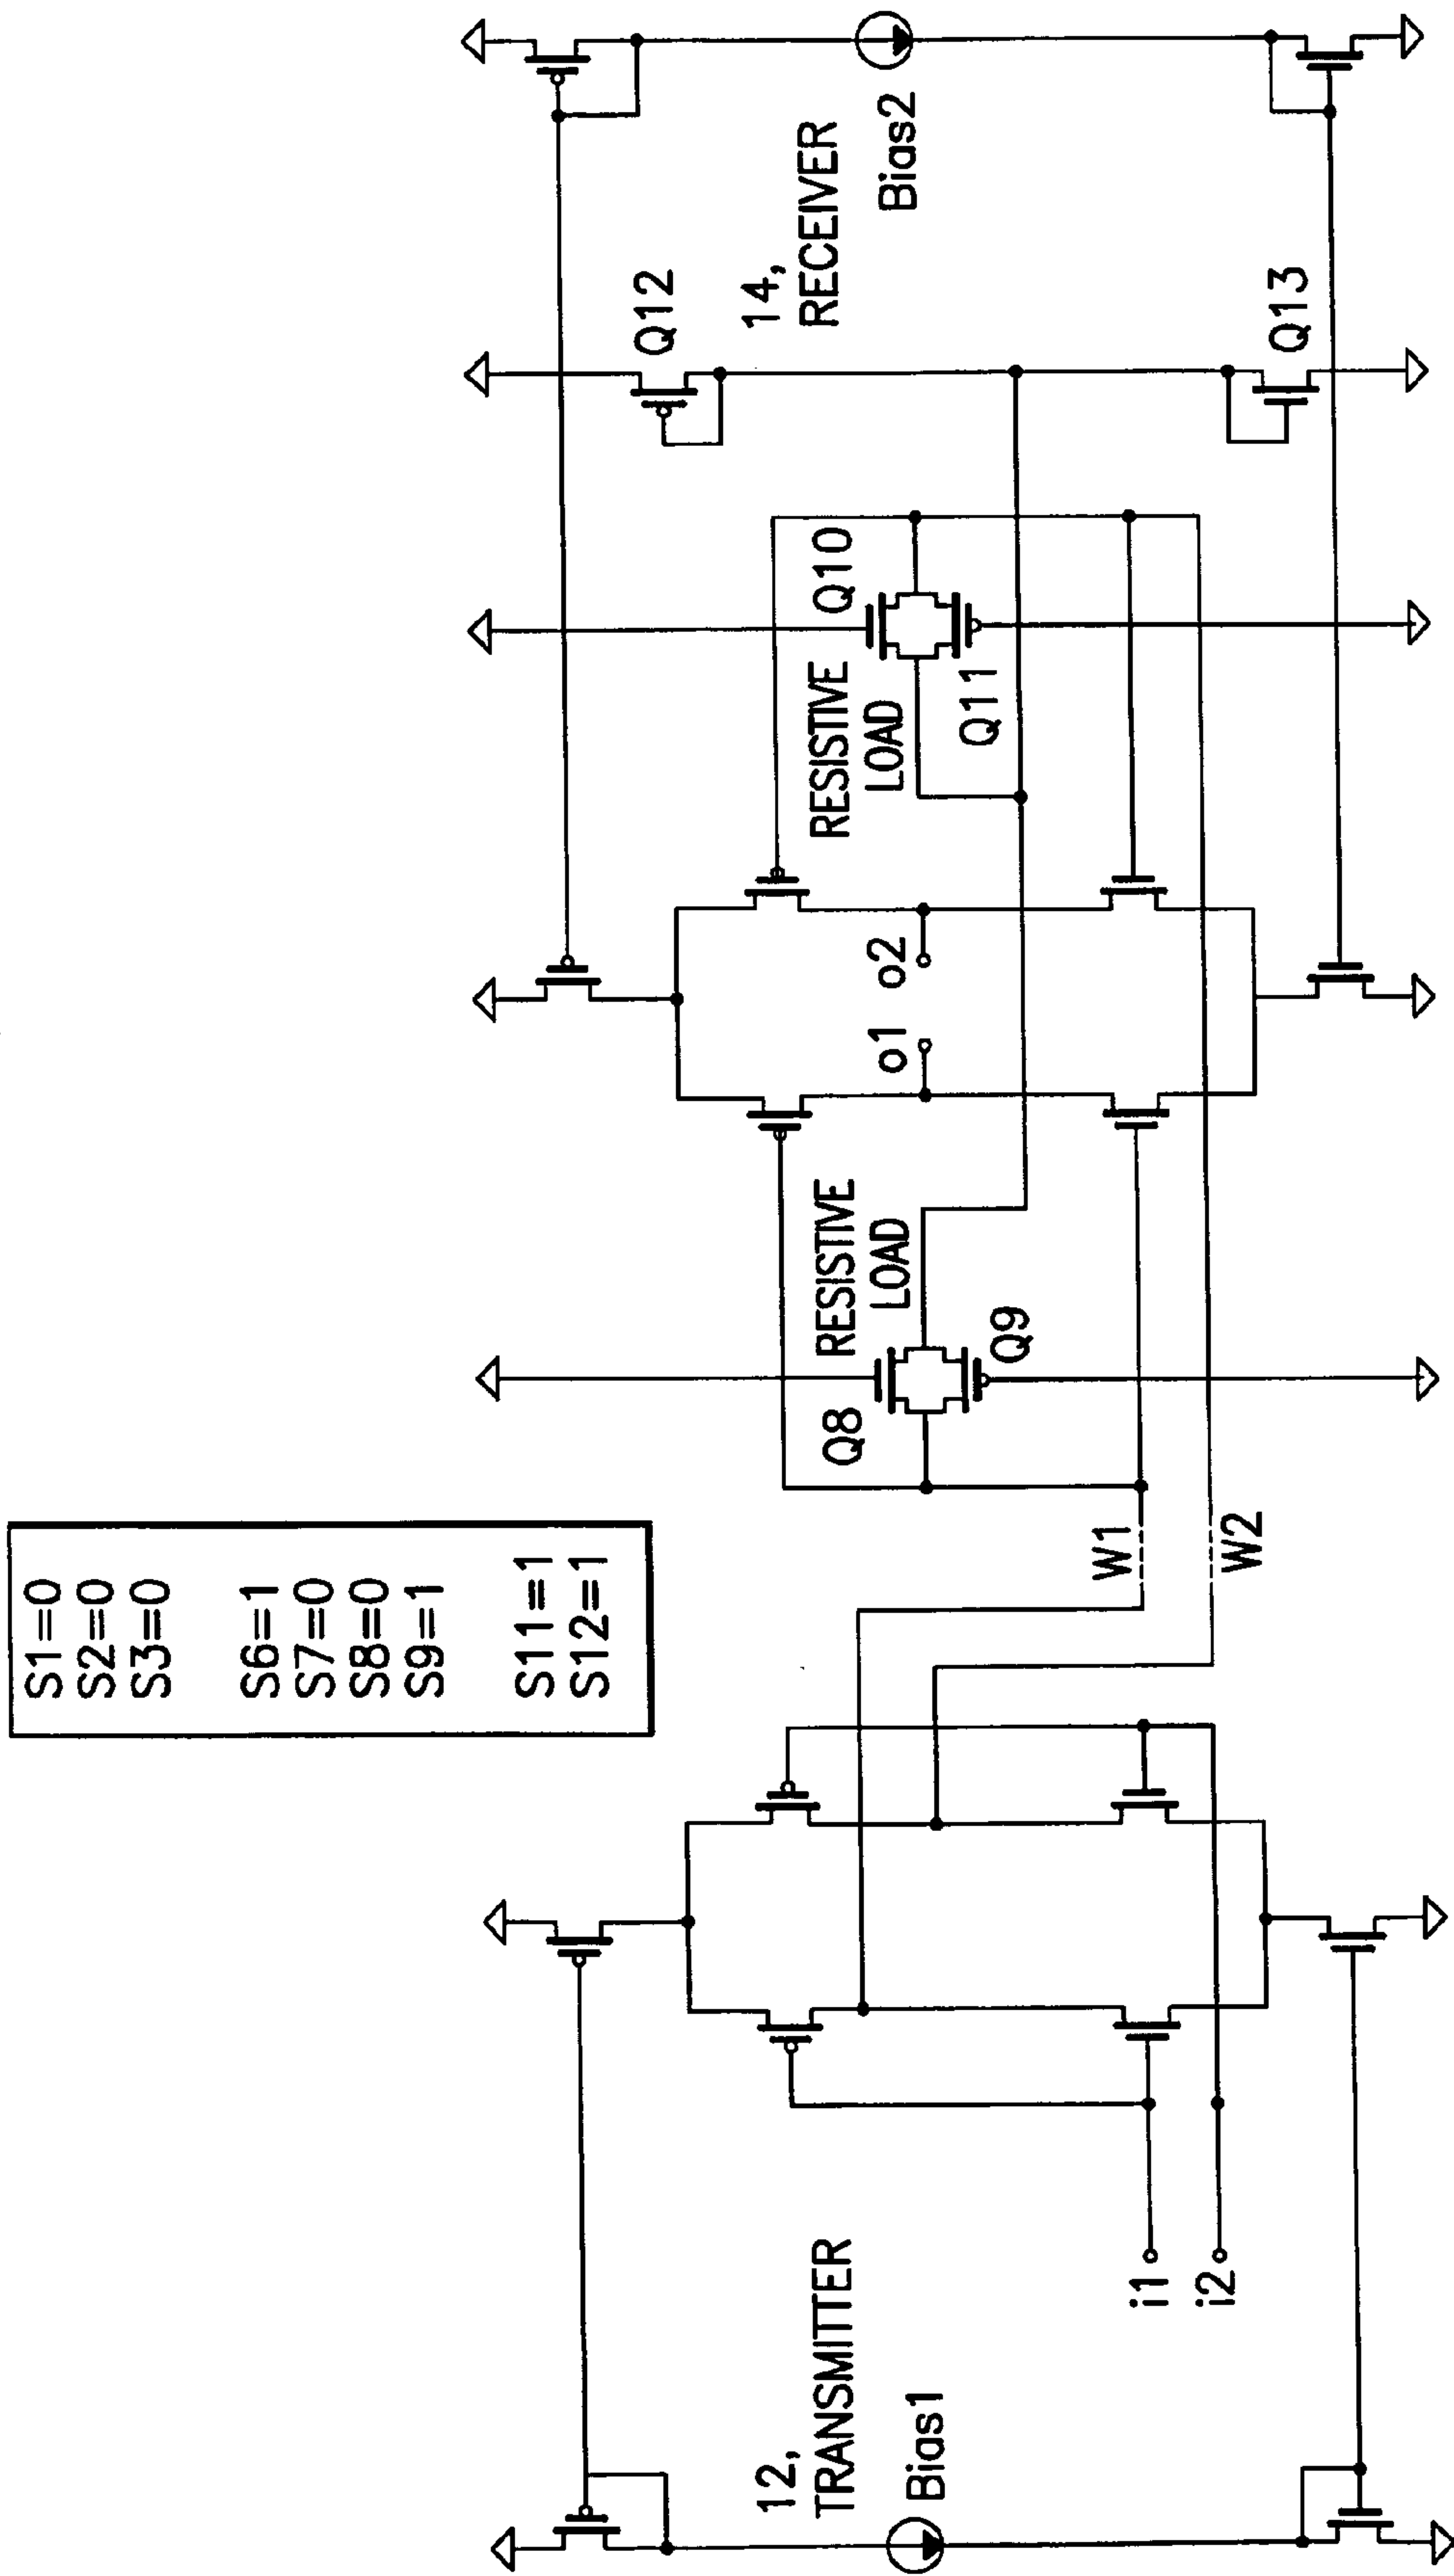 S1=0
S2=0
S3=0
S6=1
S7=0
S8=0
S9=1
S11=1
S12=1
12,
TRANSMITTER
Bias1
i1
i2
W1
W2
Q8
Q9
RESISTIVE
LOAD
o1
o2
RESISTIVE
LOAD
Q10
Q11
Q12
14,
RECEIVER
Q13
Bias2